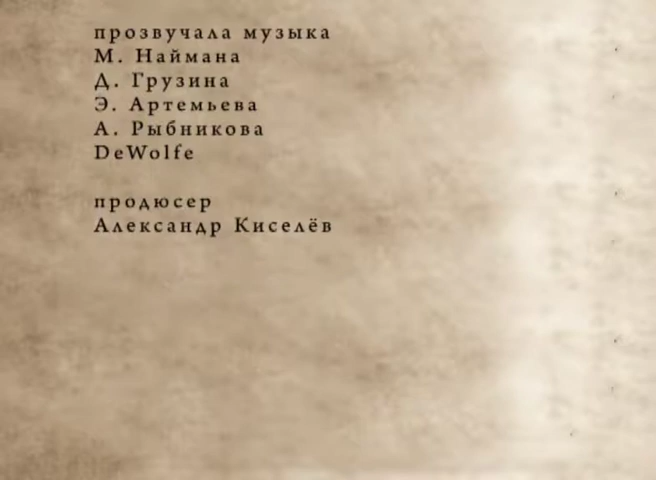 прозвучала музыка
М. Наймана
Д. Грузина
Э. Артемьева
А. Рыбникова
DeWolfe
продюсер
Александр Киселёв